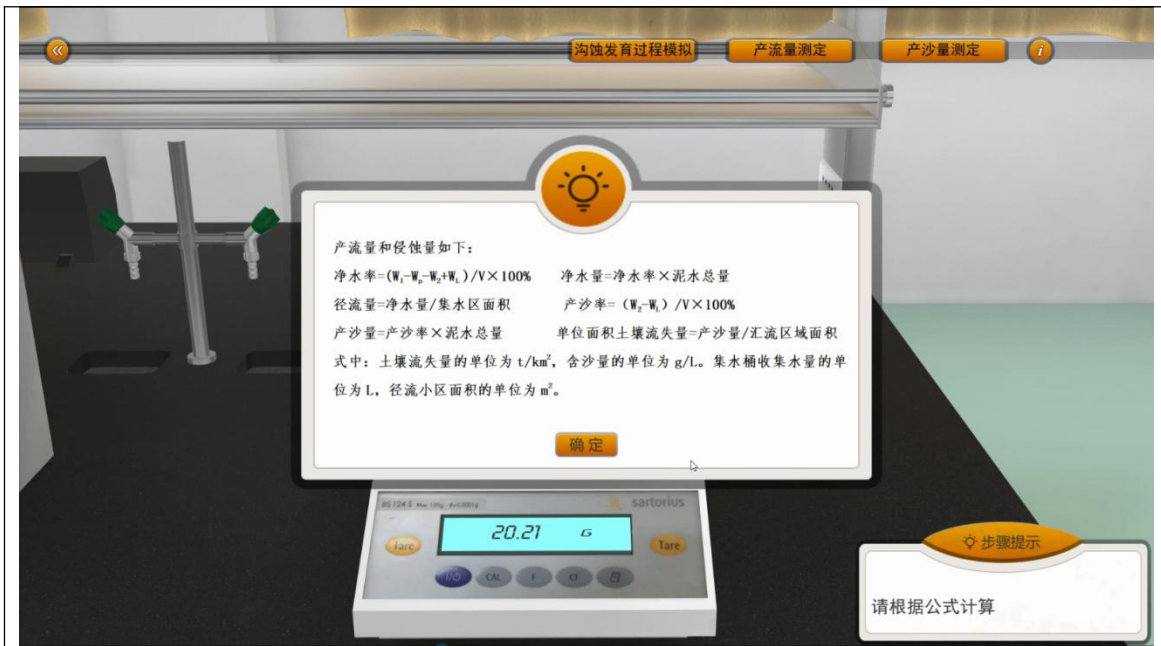 沟蚀发育过程模拟
产流量测定
产沙量测定
i
产流量和侵蚀量如下：
净水率=(W₁-Wₚ-W₂+W_L)/V×100%
净水量=净水率×泥水总量
径流量=净水量/集水区面积
产沙率=（W₂-W_L）/V×100%
产沙量=产沙率×泥水总量
单位面积土壤流失量=产沙量/汇流区域面积
式中：土壤流失量的单位为 t/km²，含沙量的单位为 g/L。集水桶收集水量的单
位为 L，径流小区面积的单位为 m²。
确定
BS 124 S
sartorius
20.21 G
Tare
Tare
I/O
CAL
F
CF
步骤提示
请根据公式计算